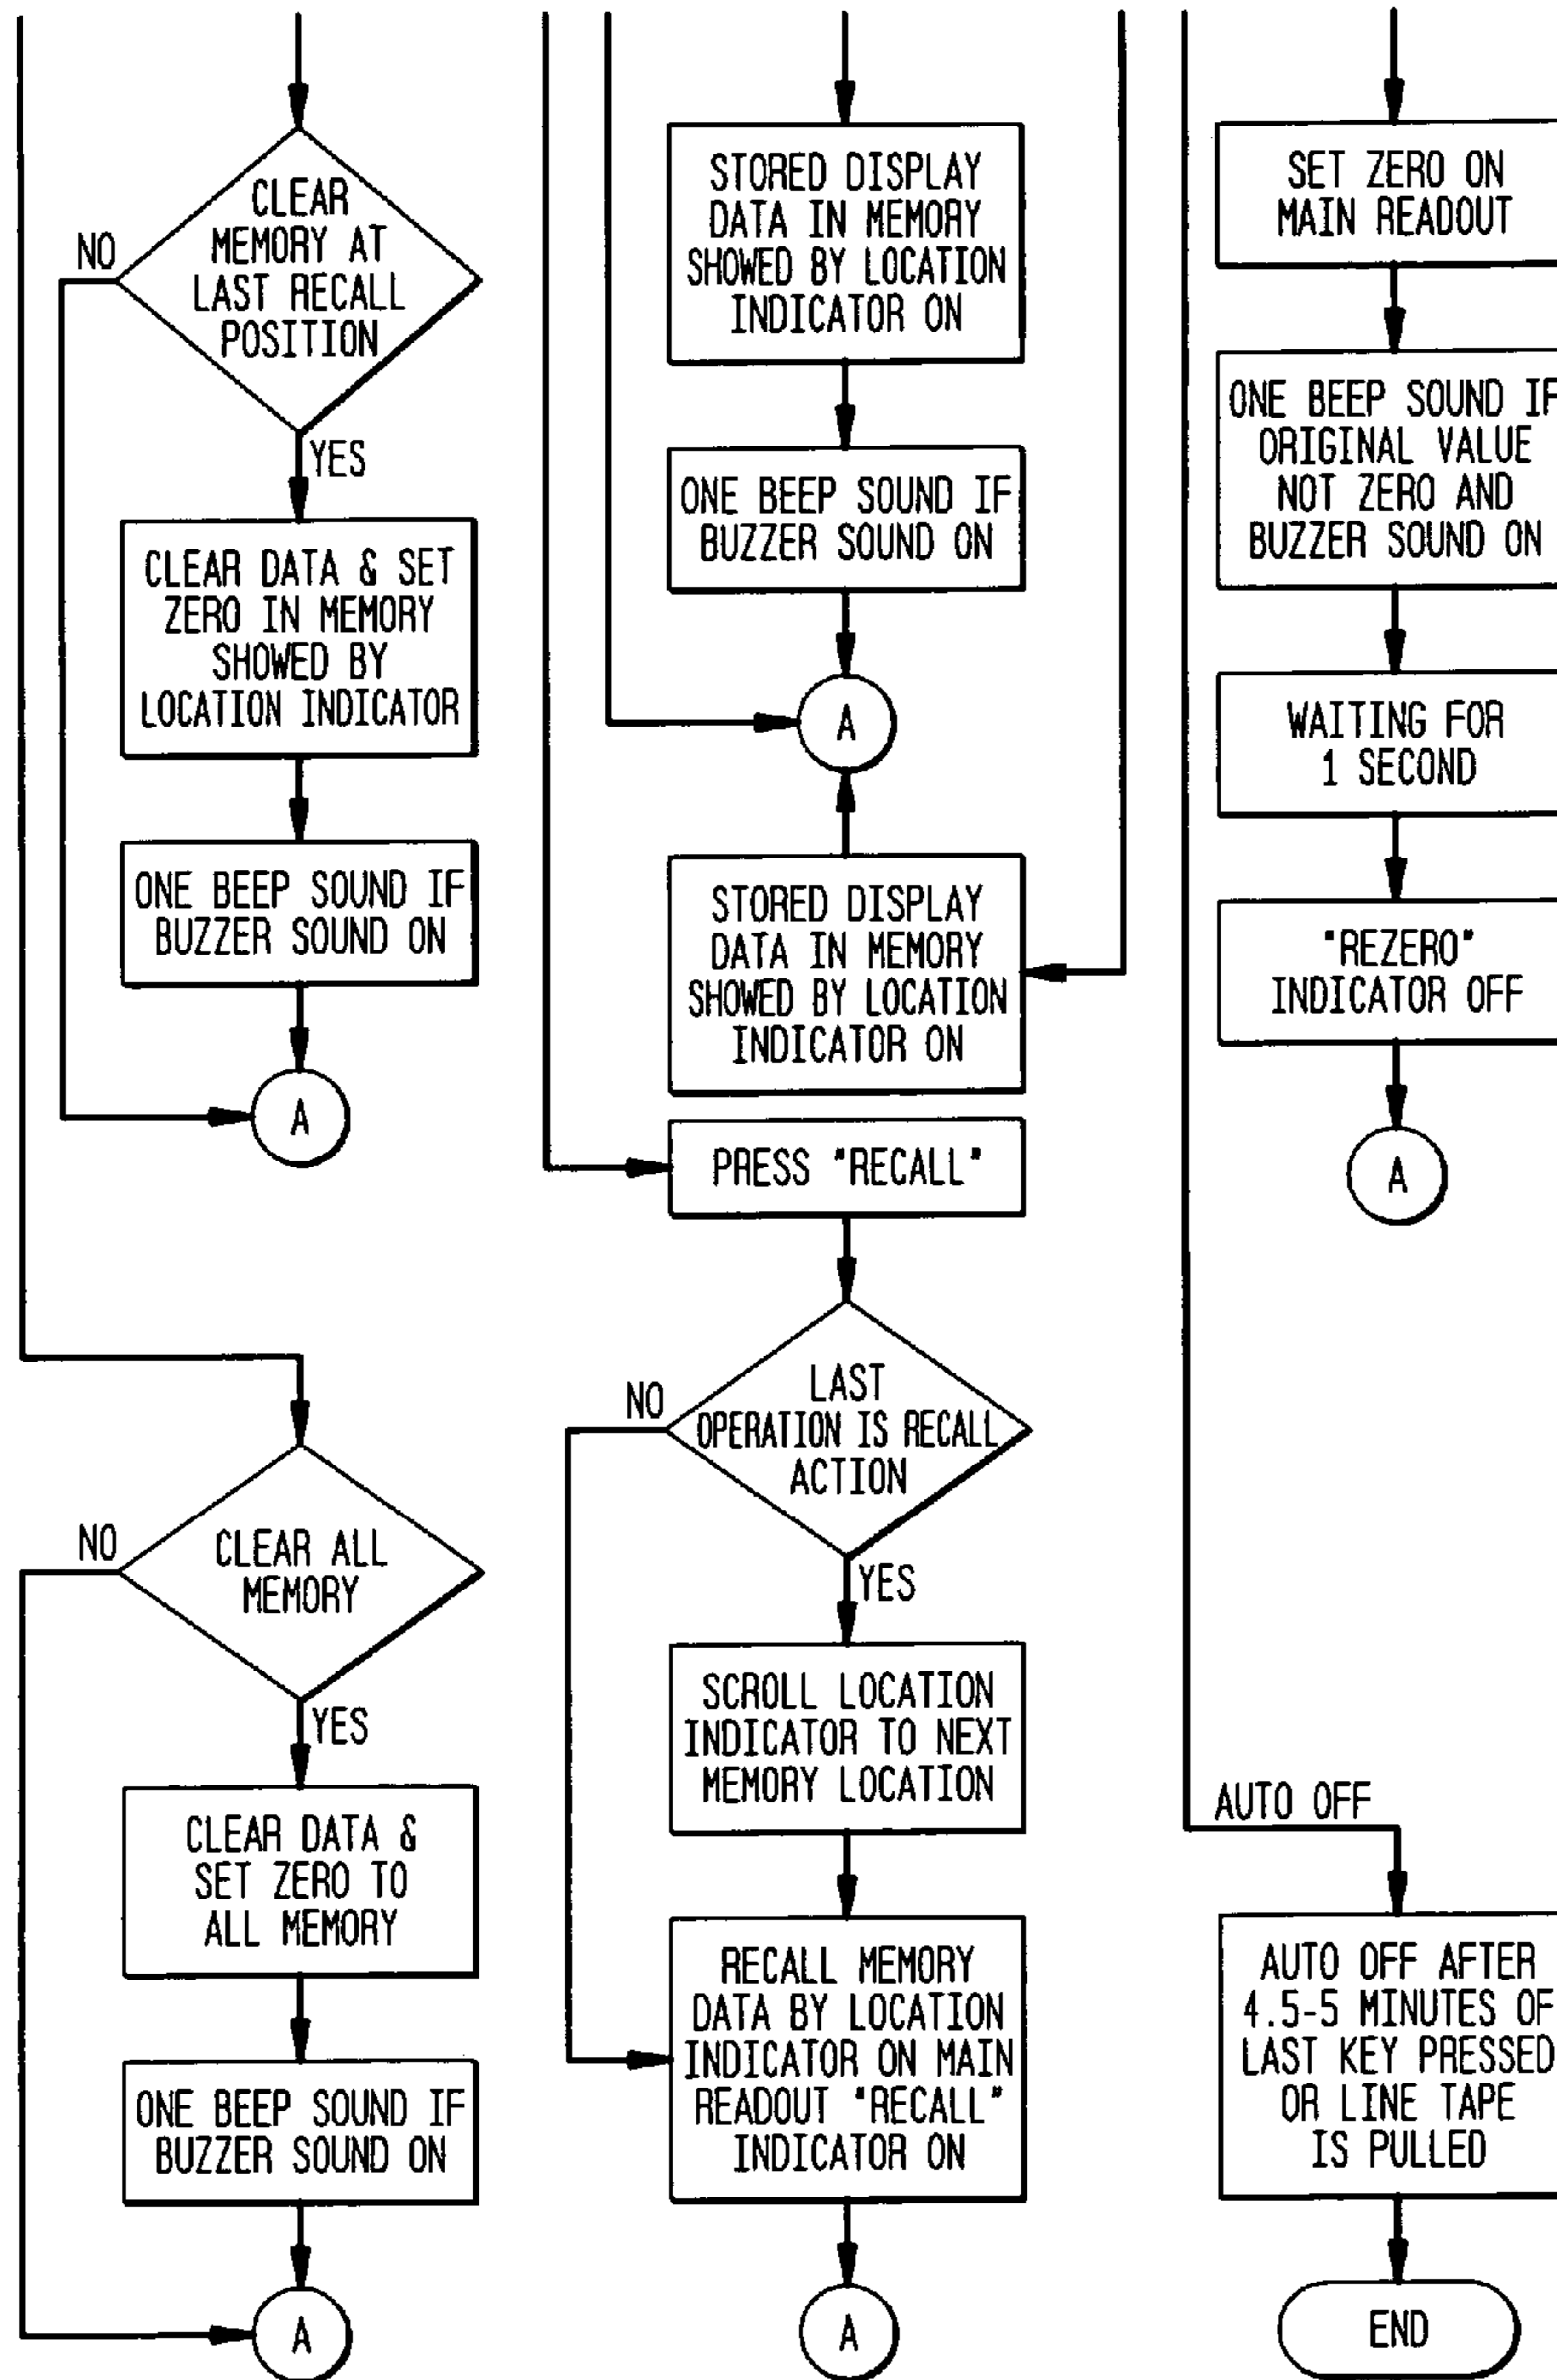 CLEAR
MEMORY AT
LAST RECALL
POSITION
NO
YES
CLEAR DATA & SET
ZERO IN MEMORY
SHOWED BY
LOCATION INDICATOR
ONE BEEP SOUND IF
BUZZER SOUND ON
A
CLEAR ALL
MEMORY
NO
YES
CLEAR DATA &
SET ZERO TO
ALL MEMORY
ONE BEEP SOUND IF
BUZZER SOUND ON
A
STORED DISPLAY
DATA IN MEMORY
SHOWED BY LOCATION
INDICATOR ON
ONE BEEP SOUND IF
BUZZER SOUND ON
A
STORED DISPLAY
DATA IN MEMORY
SHOWED BY LOCATION
INDICATOR ON
PRESS "RECALL"
LAST
OPERATION IS RECALL
ACTION
NO
YES
SCROLL LOCATION
INDICATOR TO NEXT
MEMORY LOCATION
RECALL MEMORY
DATA BY LOCATION
INDICATOR ON MAIN
READOUT "RECALL"
INDICATOR ON
A
SET ZERO ON
MAIN READOUT
ONE BEEP SOUND IF
ORIGINAL VALUE
NOT ZERO AND
BUZZER SOUND ON
WAITING FOR
1 SECOND
"REZERO"
INDICATOR OFF
A
AUTO OFF
AUTO OFF AFTER
4.5-5 MINUTES OF
LAST KEY PRESSED
OR LINE TAPE
IS PULLED
END